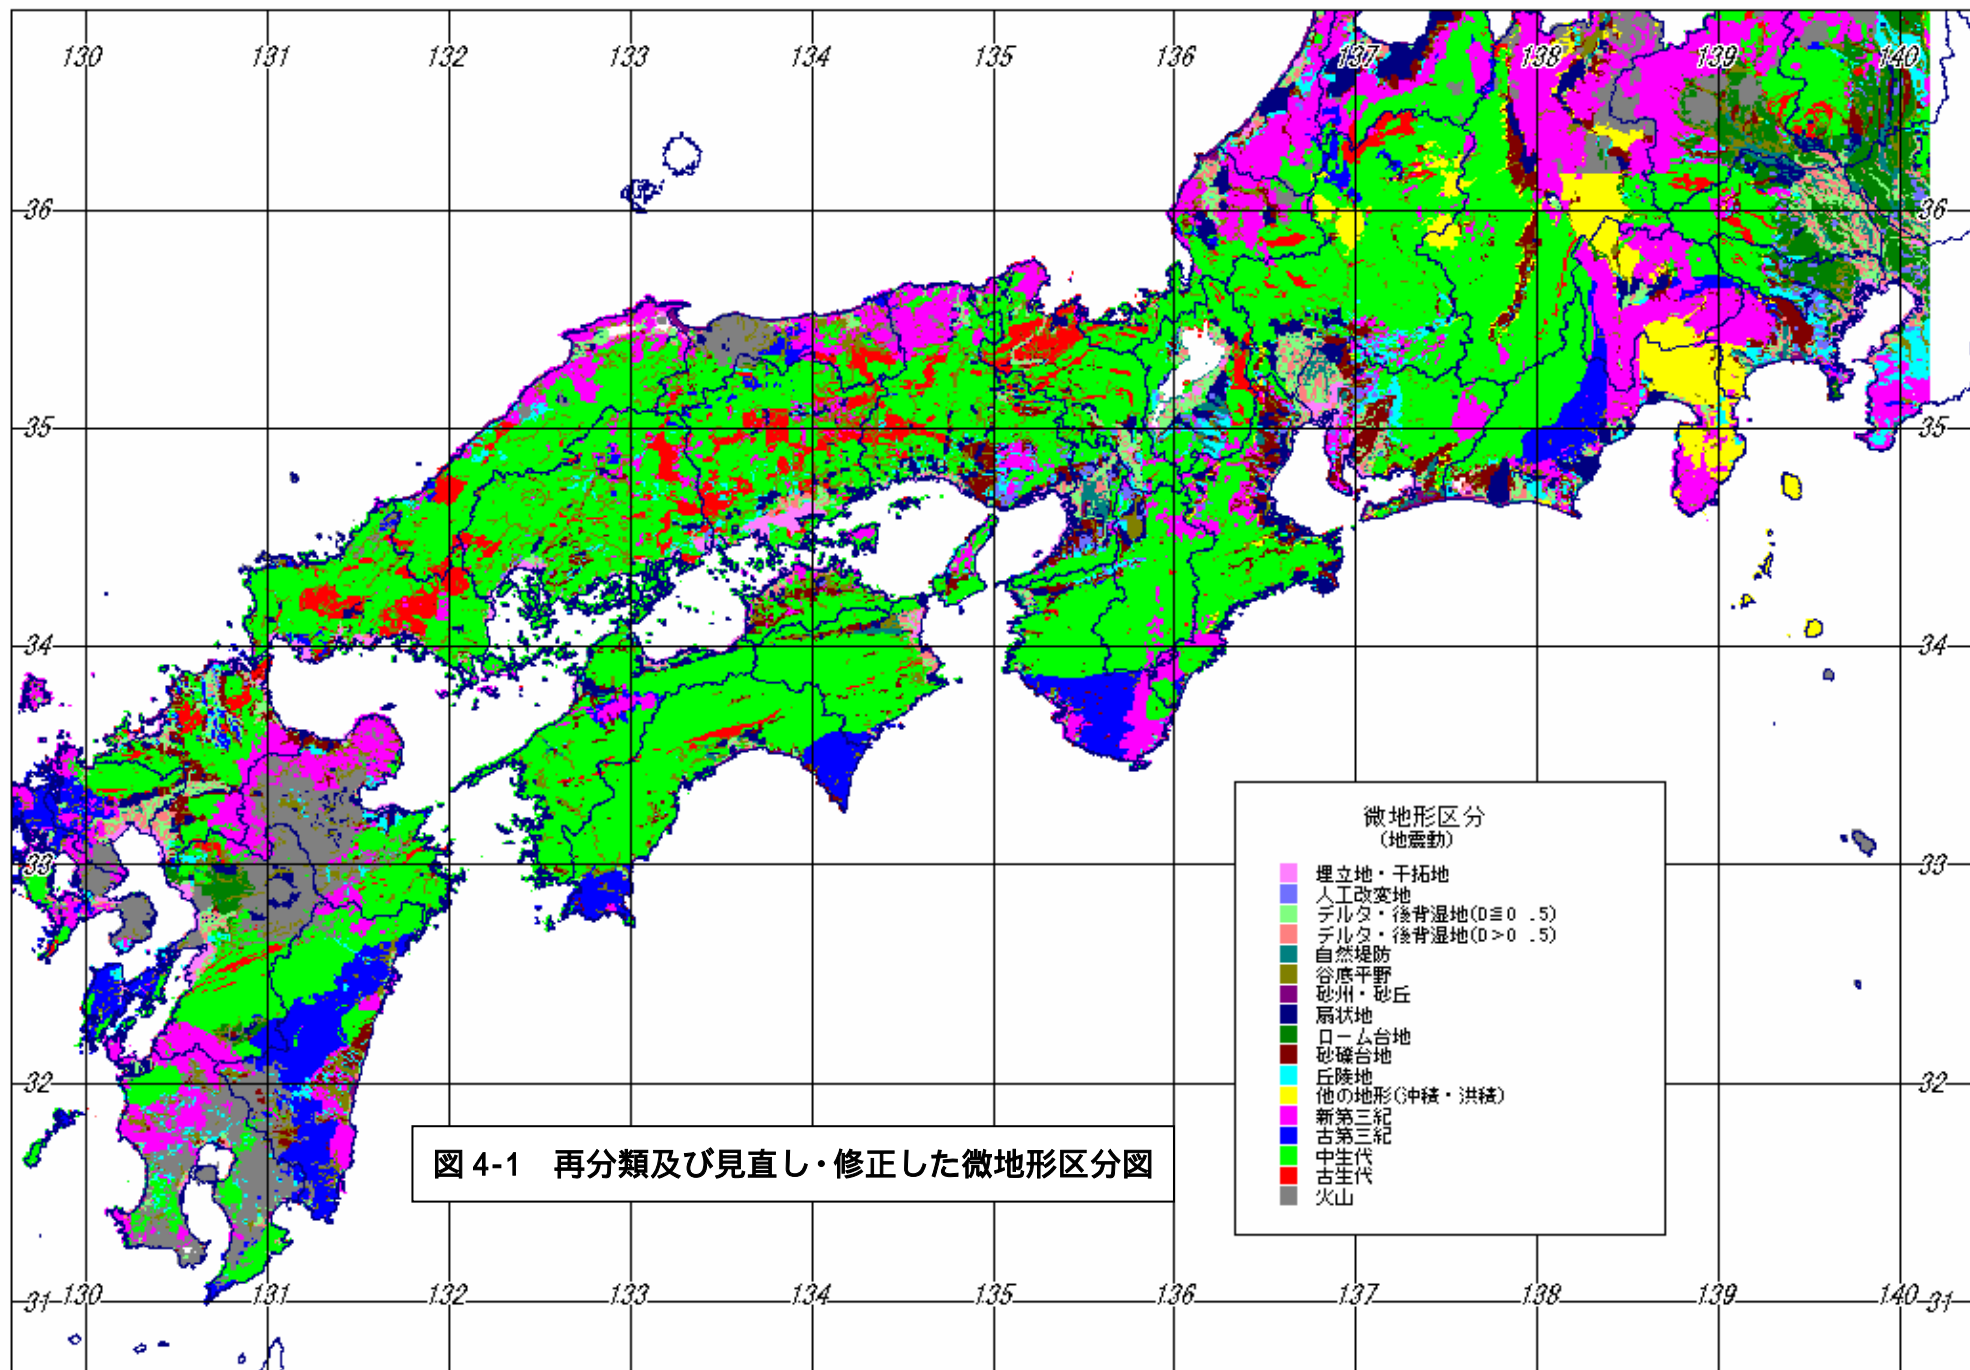 130 131 132 133 134 135 136 137 138 139 140
36 36
35 35
34 34
33 33
微地形区分
(地震動)
埋立地・干拓地
人工改変地
デルタ・後背湿地(D≦0 .5)
デルタ・後背湿地(D>0 .5)
自然堤防
谷底平野
砂州・砂丘
扇状地
ローム台地
砂礫台地
丘陵地
他の地形(沖積・洪積)
新第三紀
古第三紀
中生代
古生代
火山
32 32
図 4-1 再分類及び見直し・修正した微地形区分図
31 130 131 132 133 134 135 136 137 138 139 140 31